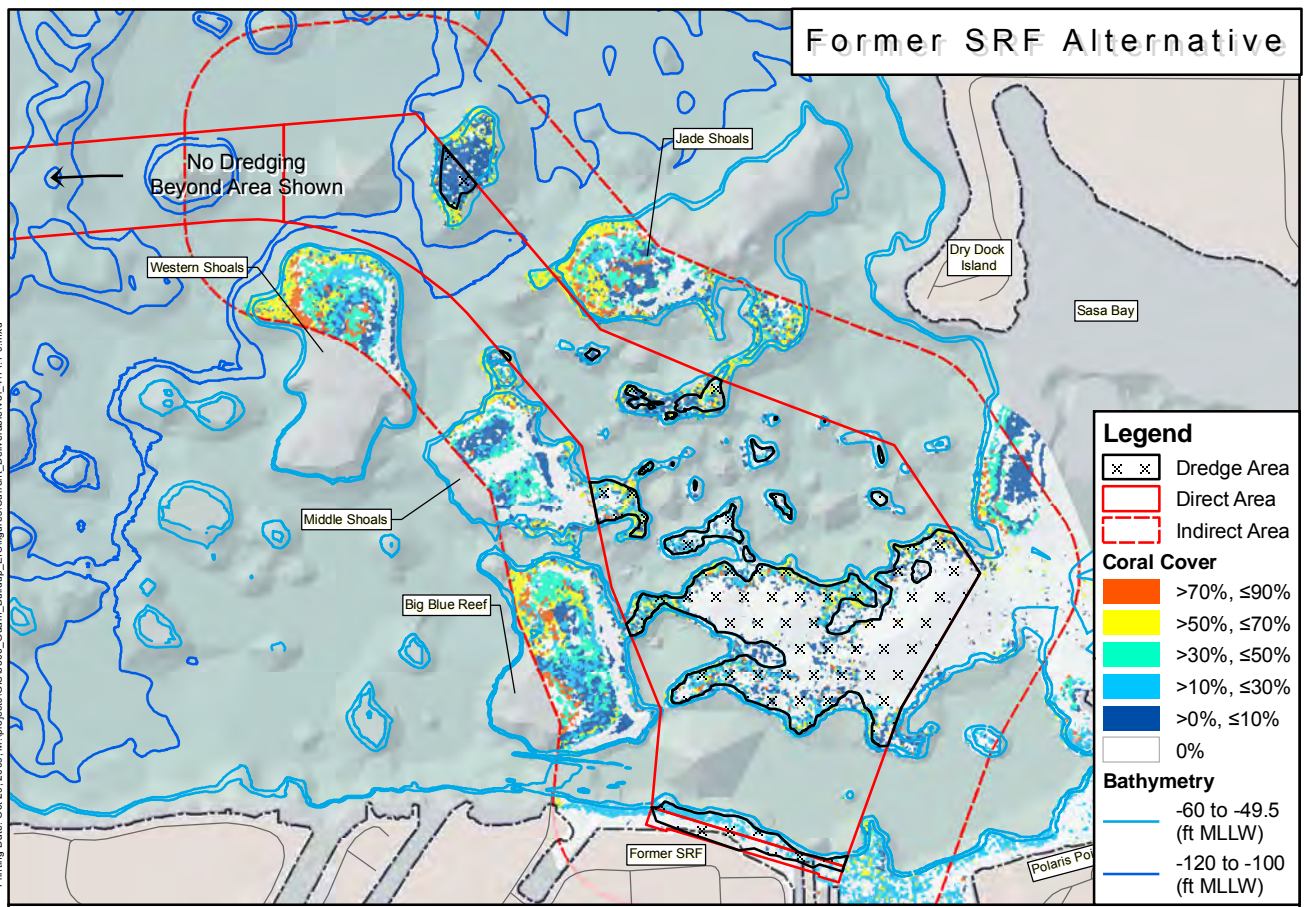 Former SRF Alternative
No Dredging
Beyond Area Shown
Jade Shoals
Western Shoals
Dry Dock
Island
Sasa Bay
Middle Shoals
Big Blue Reef
Former SRF
Polaris Poi
Legend
Dredge Area
Direct Area
Indirect Area
Coral Cover
>70%, ≤90%
>50%, ≤70%
>30%, ≤50%
>10%, ≤30%
>0%, ≤10%
0%
Bathymetry
-60 to -49.5
(ft MLLW)
-120 to -100
(ft MLLW)